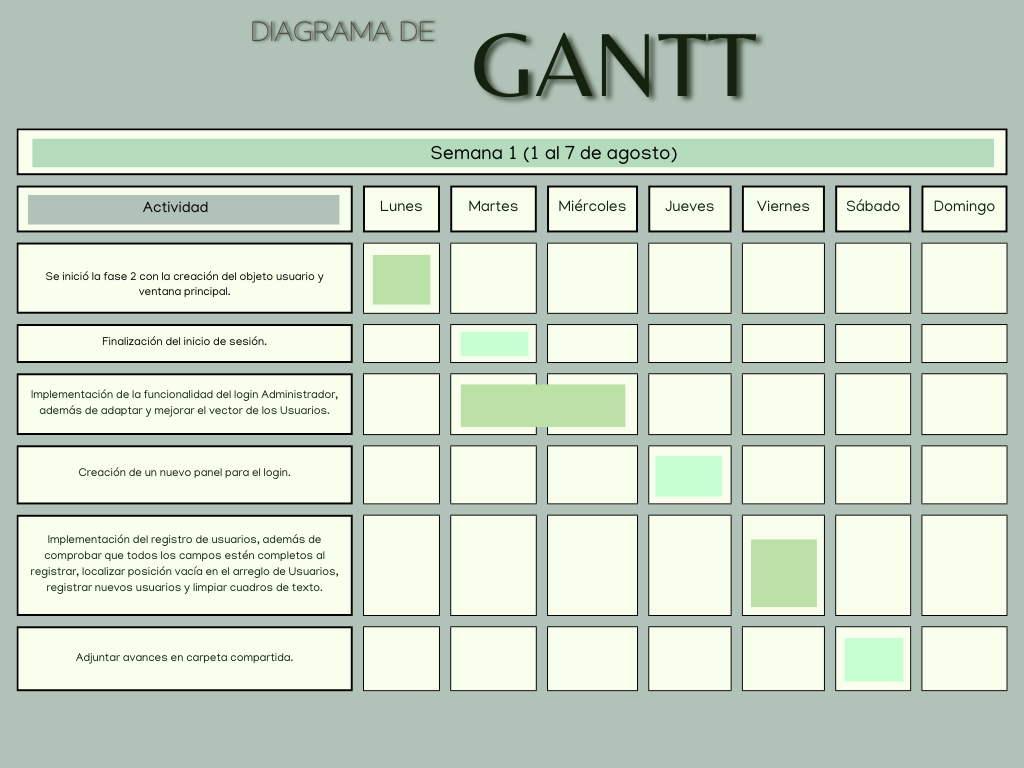 DIAGRAMA DE
GANTT
Semana 1 (1 al 7 de agosto)
Actividad
Lunes
Martes
Miércoles
Jueves
Viernes
Sábado
Domingo
Se inició la fase 2 con la creación del objeto usuario y
ventana principal.
Finalización del inicio de sesión.
Implementación de la funcionalidad del login Administrador,
además de adaptar y mejorar el vector de los Usuarios.
Creación de un nuevo panel para el login.
Implementación del registro de usuarios, además de
comprobar que todos los campos estén completos al
registrar, localizar posición vacía en el arreglo de Usuarios,
registrar nuevos usuarios y limpiar cuadros de texto.
Adjuntar avances en carpeta compartida.